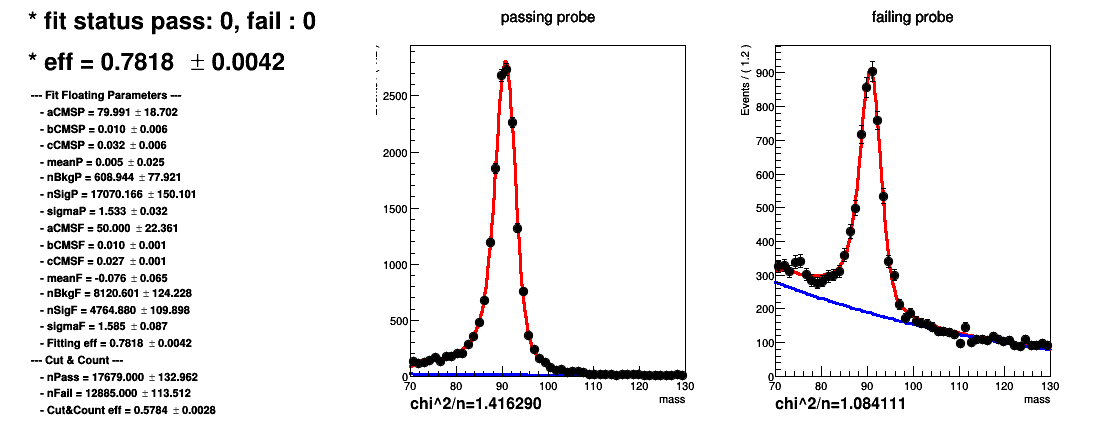 * fit status pass: 0, fail : 0
* eff = 0.7818 ± 0.0042
--- Fit Floating Parameters ---
- aCMSP = 79.991 ± 18.702
- bCMSP = 0.010 ± 0.006
- cCMSP = 0.032 ± 0.006
- meanP = 0.005 ± 0.025
- nBkgP = 608.944 ± 77.921
- nSigP = 17070.166 ± 150.101
- sigmaP = 1.533 ± 0.032
- aCMSF = 50.000 ± 22.361
- bCMSF = 0.010 ± 0.001
- cCMSF = 0.027 ± 0.001
- meanF = -0.076 ± 0.065
- nBkgF = 8120.601 ± 124.228
- nSigF = 4764.880 ± 109.898
- sigmaF = 1.585 ± 0.087
- Fitting eff = 0.7818 ± 0.0042
--- Cut & Count ---
- nPass = 17679.000 ± 132.962
- nFail = 12885.000 ± 113.512
- Cut&Count eff = 0.5784 ± 0.0028
passing probe
2500
2000
1500
1000
500
0
70 80 90 100 110 120 130
mass
chi^2/n=1.416290
failing probe
Events / ( 1.2 )
900
800
700
600
500
400
300
200
100
0
70 80 90 100 110 120 130
mass
chi^2/n=1.084111